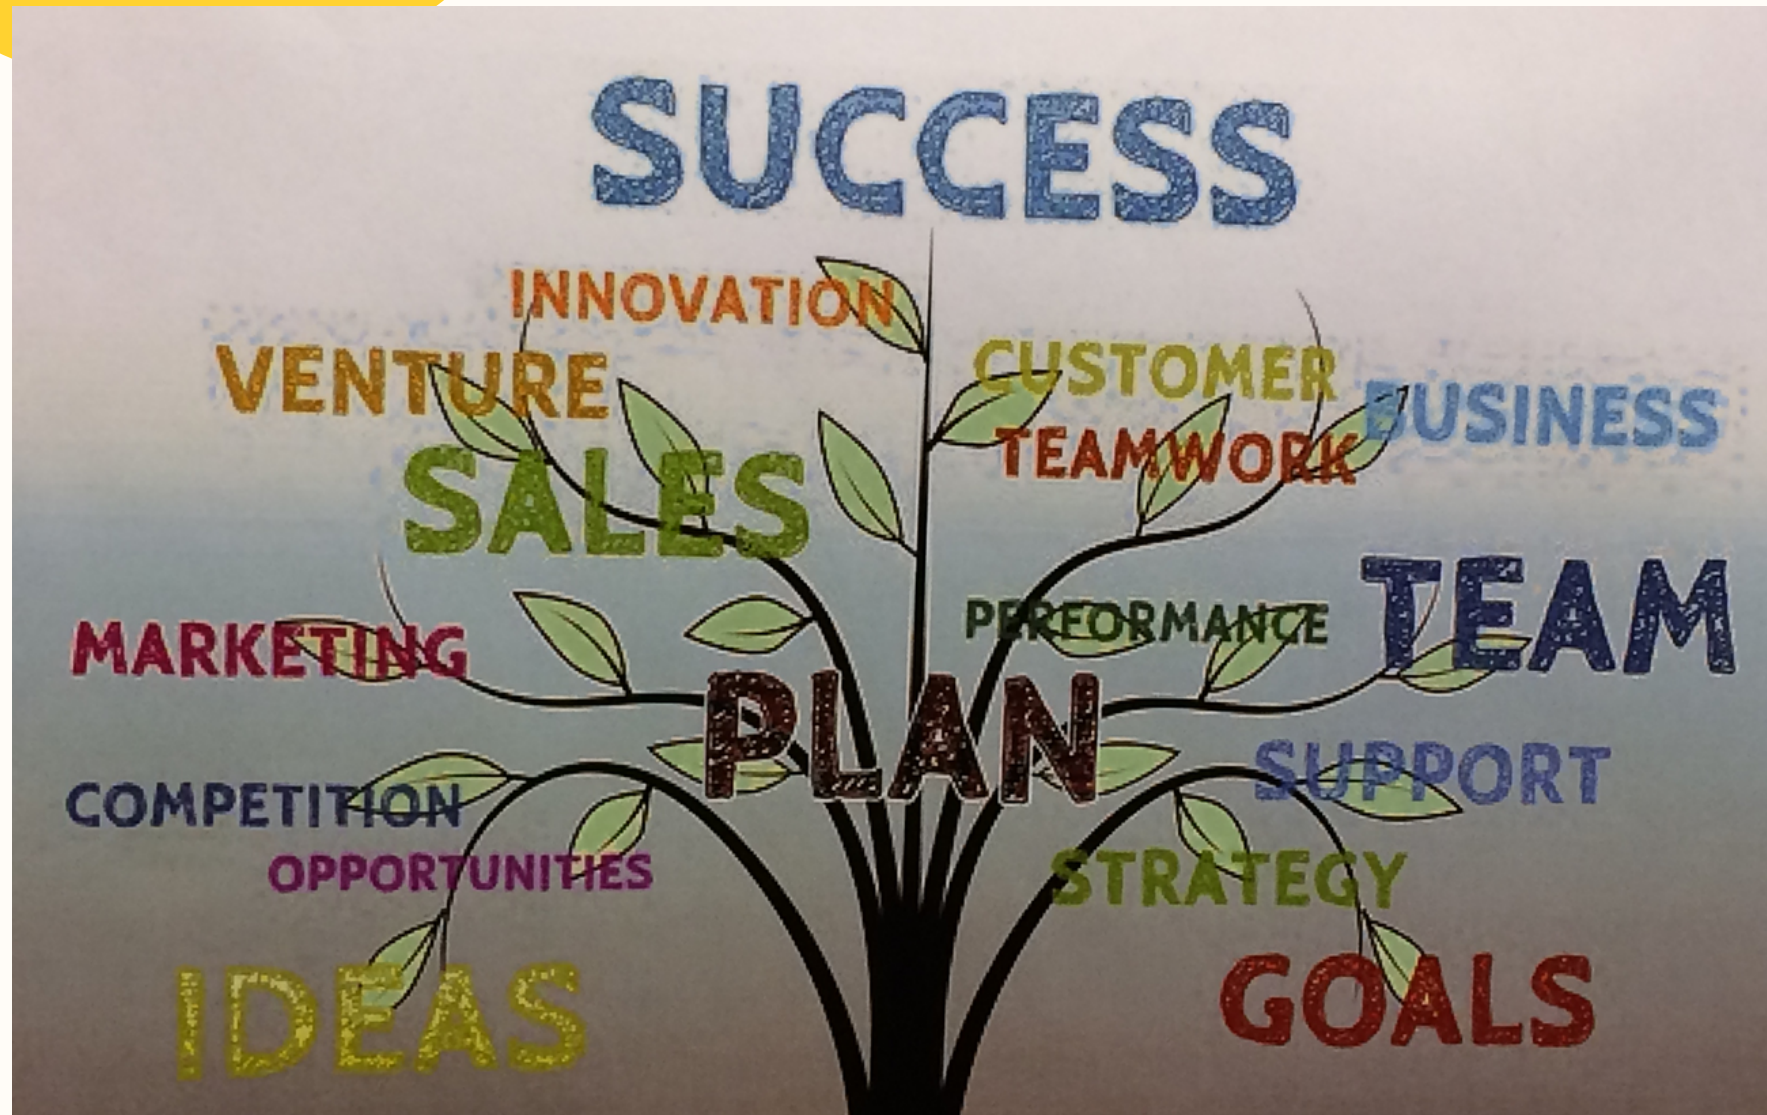 SUCCESS
INNOVATION
VENTURE
CUSTOMER
BUSINESS
SALES
TEAMWORK
TEAM
MARKETING
PERFORMANCE
PLAN
COMPETITION
SUPPORT
OPPORTUNITIES
STRATEGY
IDEAS
GOALS